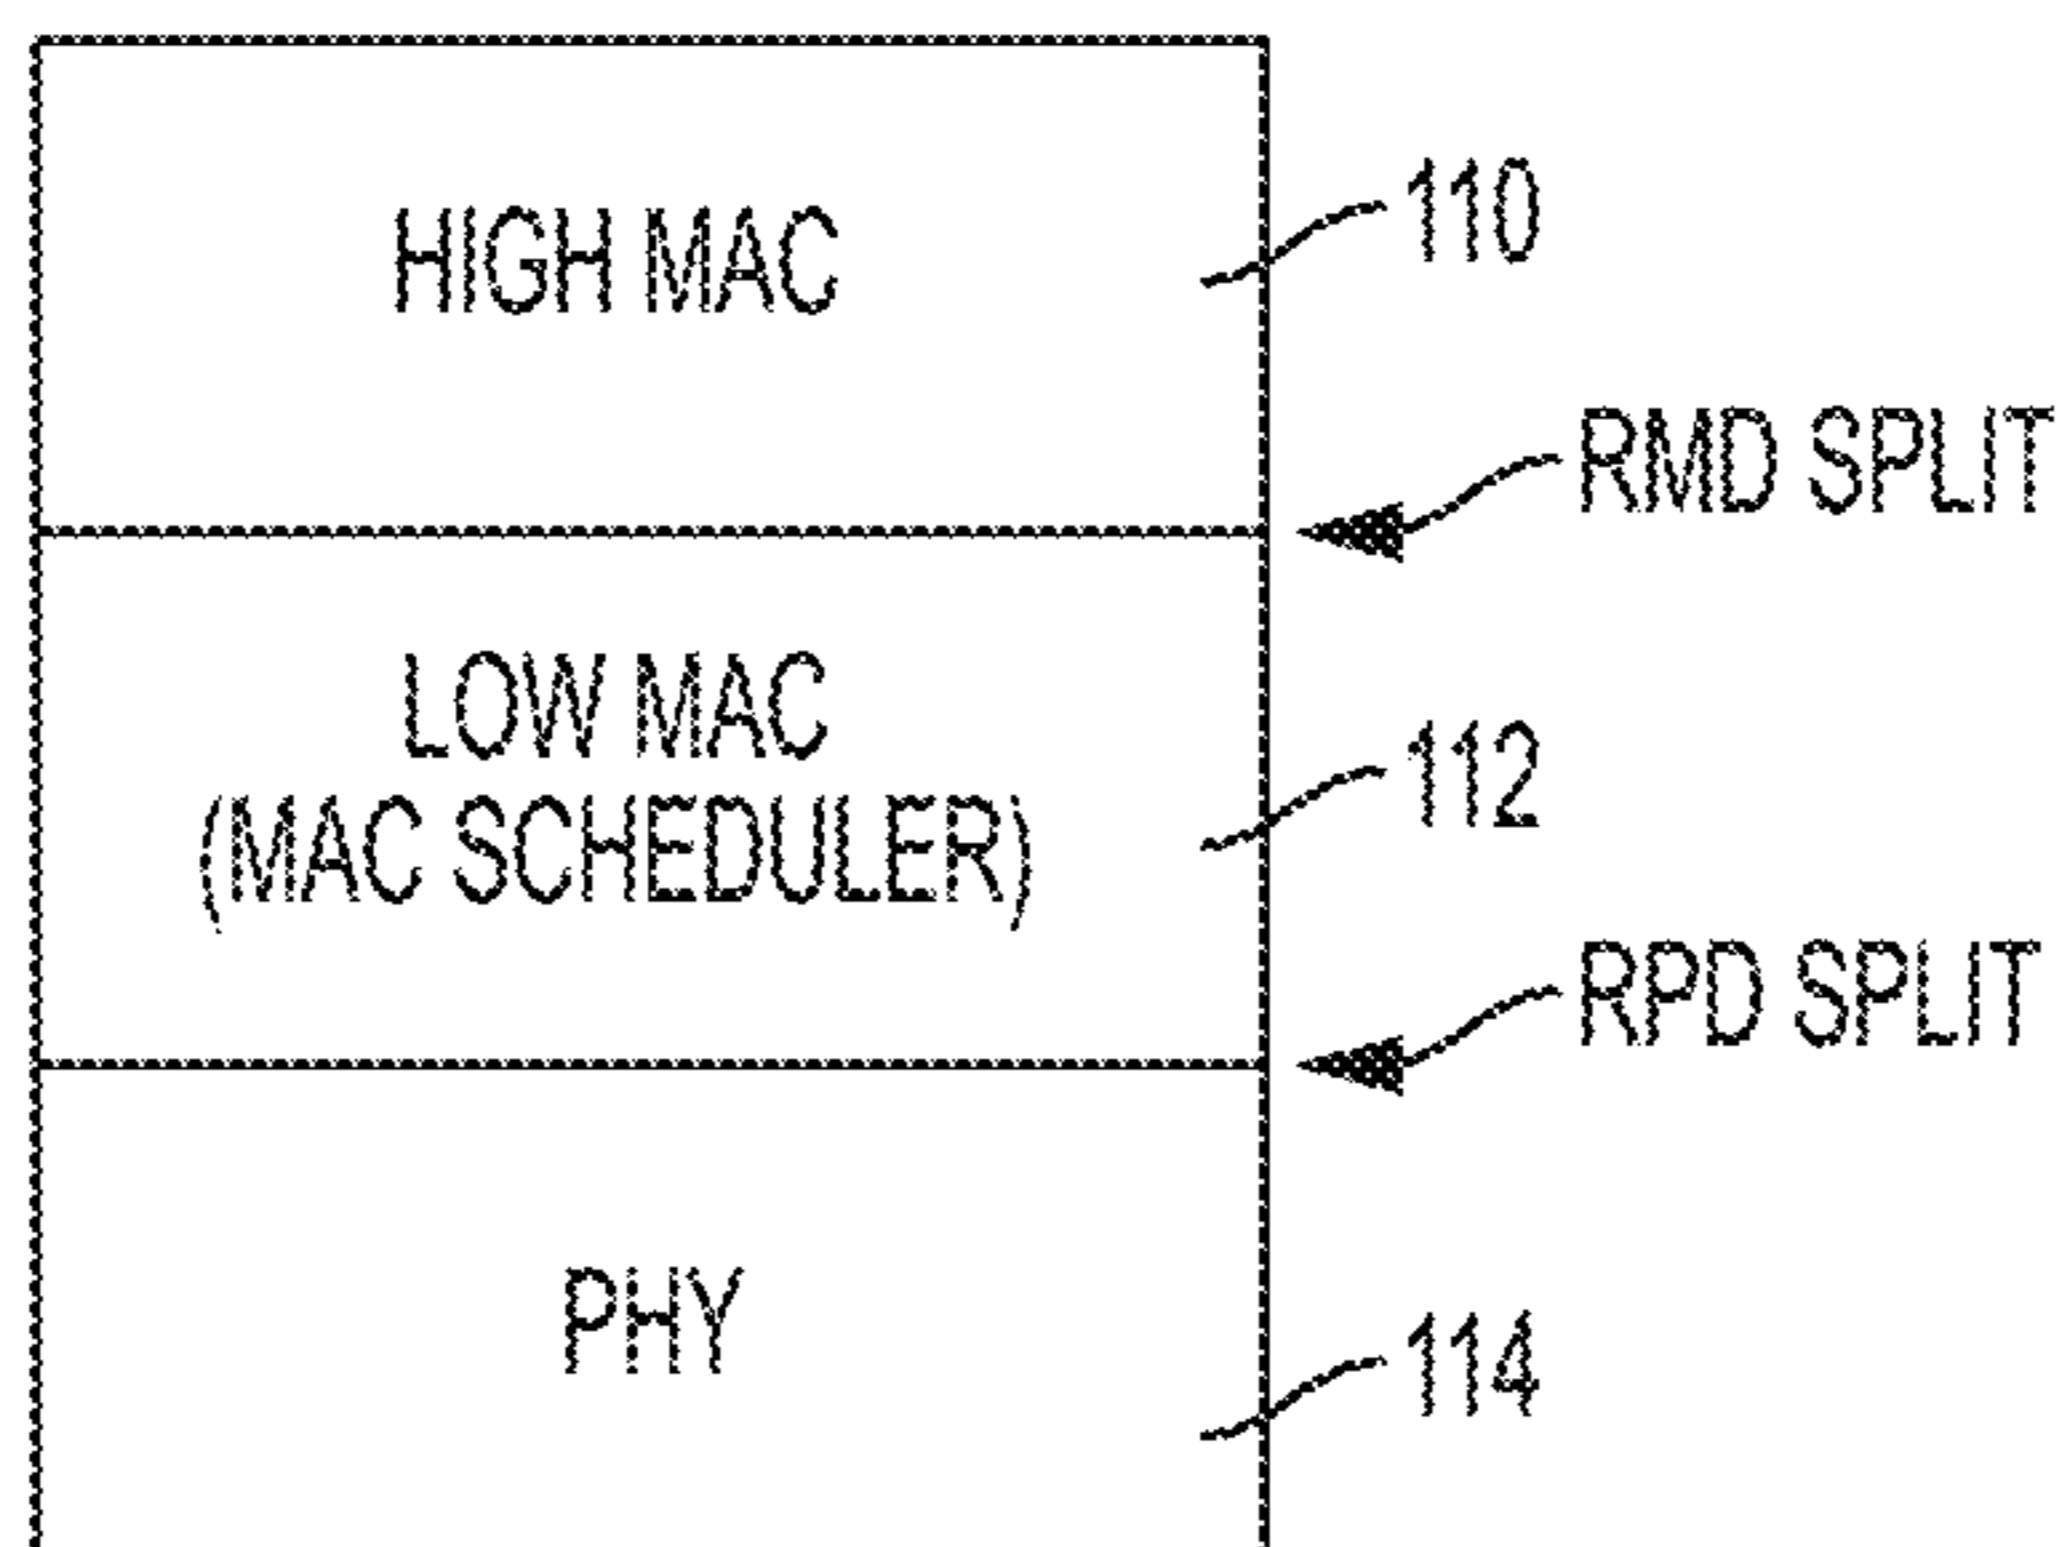 HIGH MAC
110
RMD SPLIT
LOW MAC
(MAC SCHEDULER)
112
RPD SPLIT
PHY
114